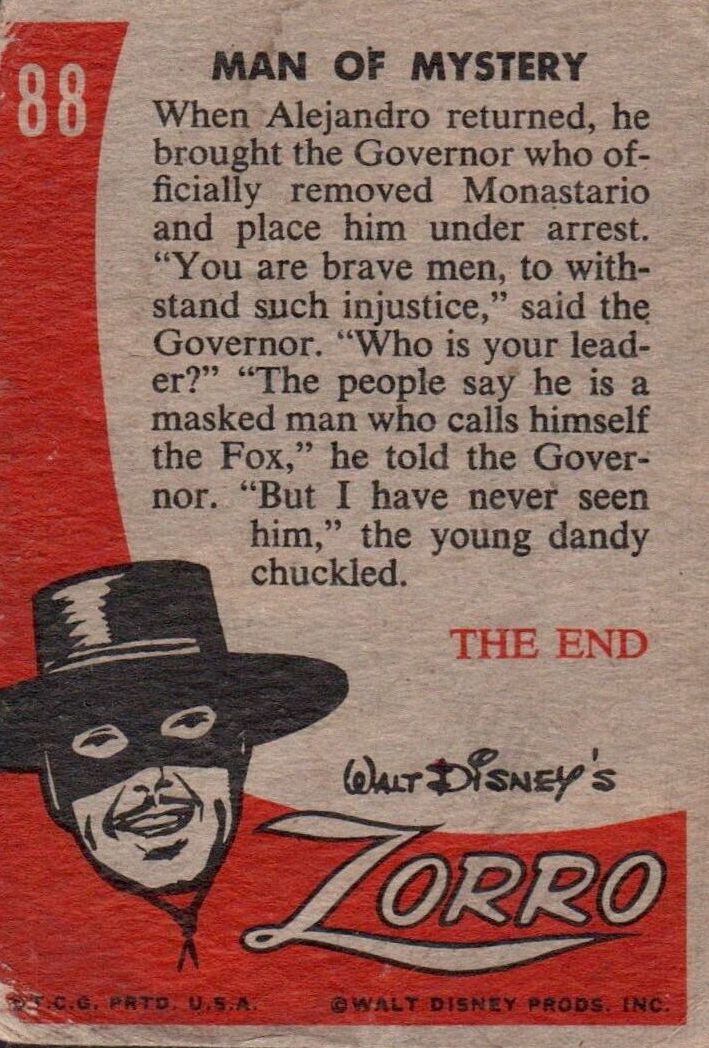 88
MAN OF MYSTERY
When Alejandro returned, he
brought the Governor who of-
ficially removed Monastario
and place him under arrest.
“You are brave men, to with-
stand such injustice,” said the
Governor. “Who is your lead-
er?” “The people say he is a
masked man who calls himself
the Fox,” he told the Gover-
nor. “But I have never seen
him,” the young dandy
chuckled.
THE END
WALT DISNEY'S
ZORRO
©T.C.G. PRTD. U.S.A. ©WALT DISNEY PRODS. INC.